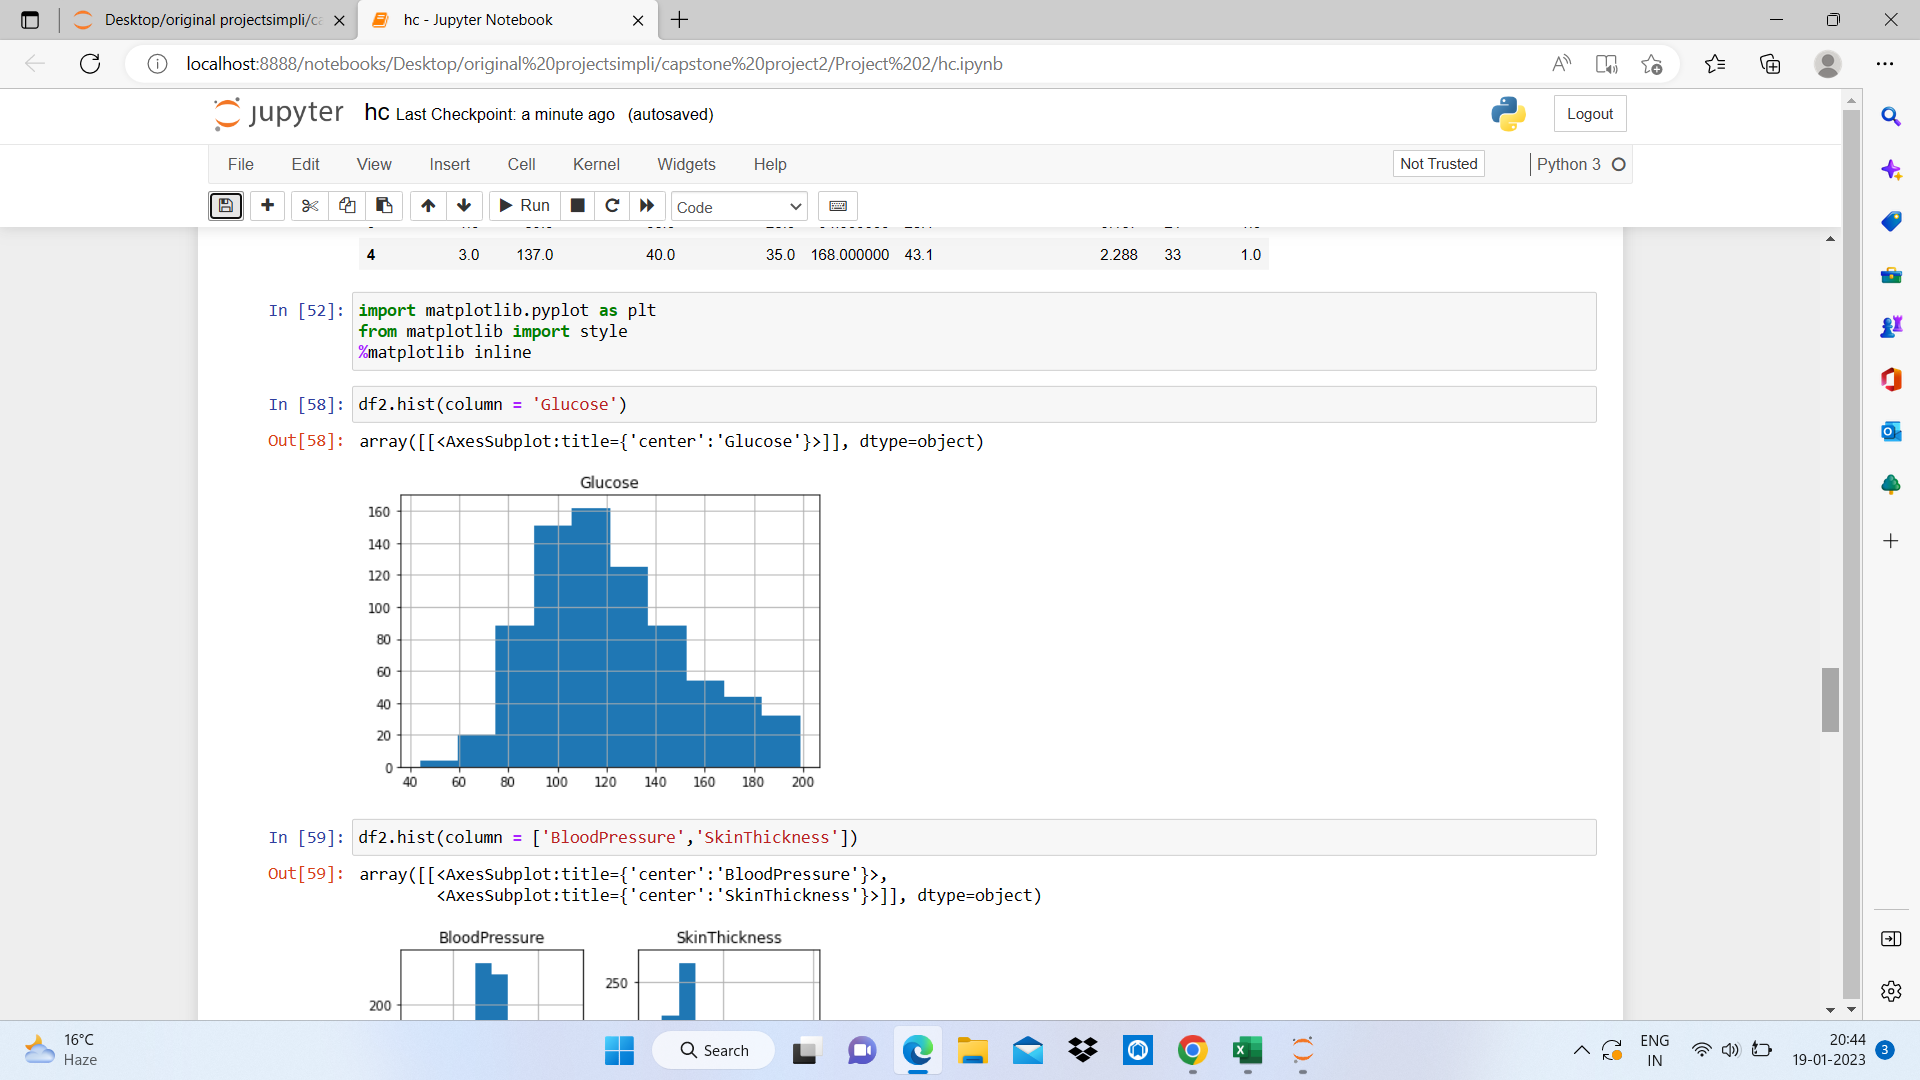 Desktop/original projectsimpli/ca
hc - Jupyter Notebook
localhost:8888/notebooks/Desktop/original%20projectsimpli/capstone%20project2/Project%202/hc.ipynb
jupyter hc Last Checkpoint: a minute ago (autosaved)
Logout
File Edit View Insert Cell Kernel Widgets Help
Not Trusted
Python 3
Run
Code
4 3.0 137.0 40.0 35.0 168.000000 43.1 2.288 33 1.0
In [52]: import matplotlib.pyplot as plt
from matplotlib import style
%matplotlib inline
In [58]: df2.hist(column = 'Glucose')
Out[58]: array([[<AxesSubplot:title={'center':'Glucose'}>]], dtype=object)
Glucose
160
140
120
100
80
60
40
20
0
40 60 80 100 120 140 160 180 200
In [59]: df2.hist(column = ['BloodPressure','SkinThickness'])
Out[59]: array([[<AxesSubplot:title={'center':'BloodPressure'}>,
<AxesSubplot:title={'center':'SkinThickness'}>]], dtype=object)
BloodPressure SkinThickness
250
200
16°C
Haze
Search
ENG
IN
20:44
19-01-2023
3